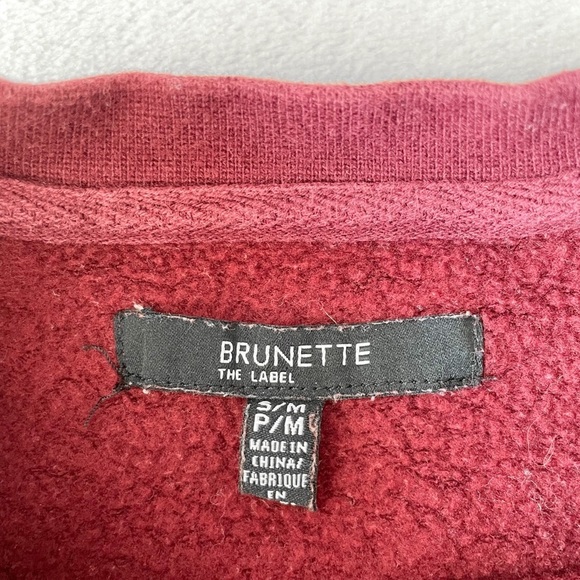 BRUNETTE
THE LABEL
S/M
P/M
MADE IN
CHINA/
FABRIQUE
EN